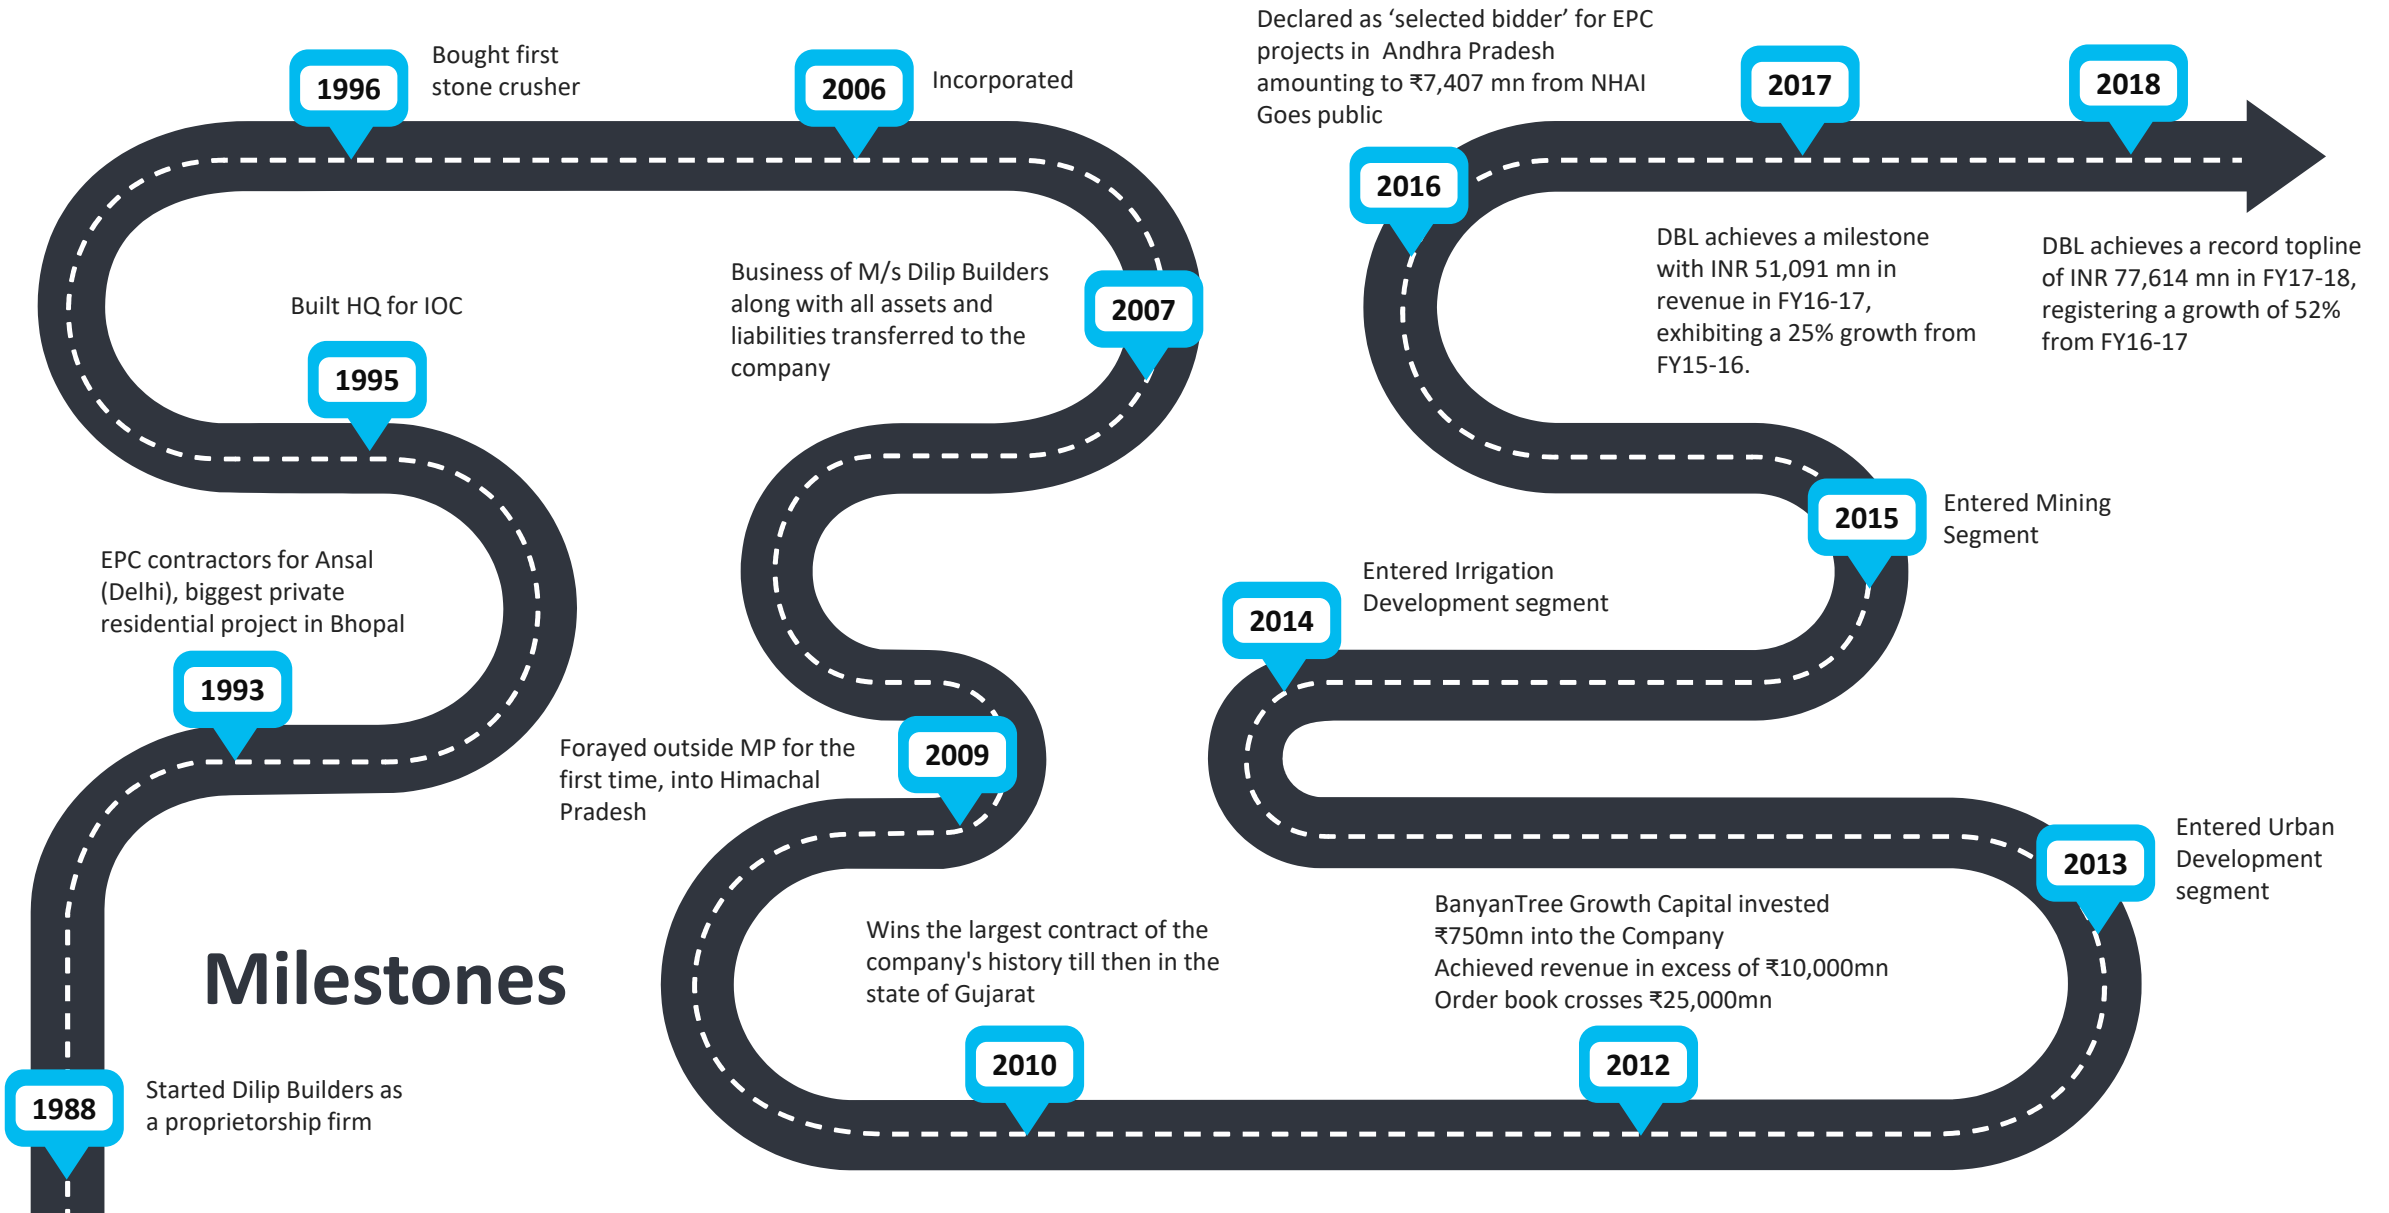 Milestones
1988
Started Dilip Builders as
a proprietorship firm
1993
EPC contractors for Ansal
(Delhi), biggest private
residential project in Bhopal
1995
Built HQ for IOC
1996
Bought first
stone crusher
2006
Incorporated
2007
Business of M/s Dilip Builders
along with all assets and
liabilities transferred to the
company
2009
Forayed outside MP for the
first time, into Himachal
Pradesh
2010
Wins the largest contract of the
company's history till then in the
state of Gujarat
2012
BanyanTree Growth Capital invested
₹750mn into the Company
Achieved revenue in excess of ₹10,000mn
Order book crosses ₹25,000mn
2013
Entered Urban
Development
segment
2014
Entered Irrigation
Development segment
2015
Entered Mining
Segment
2016
Declared as ‘selected bidder’ for EPC
projects in  Andhra Pradesh
amounting to ₹7,407 mn from NHAI
Goes public
2017
DBL achieves a milestone
with INR 51,091 mn in
revenue in FY16-17,
exhibiting a 25% growth from
FY15-16.
2018
DBL achieves a record topline
of INR 77,614 mn in FY17-18,
registering a growth of 52%
from FY16-17